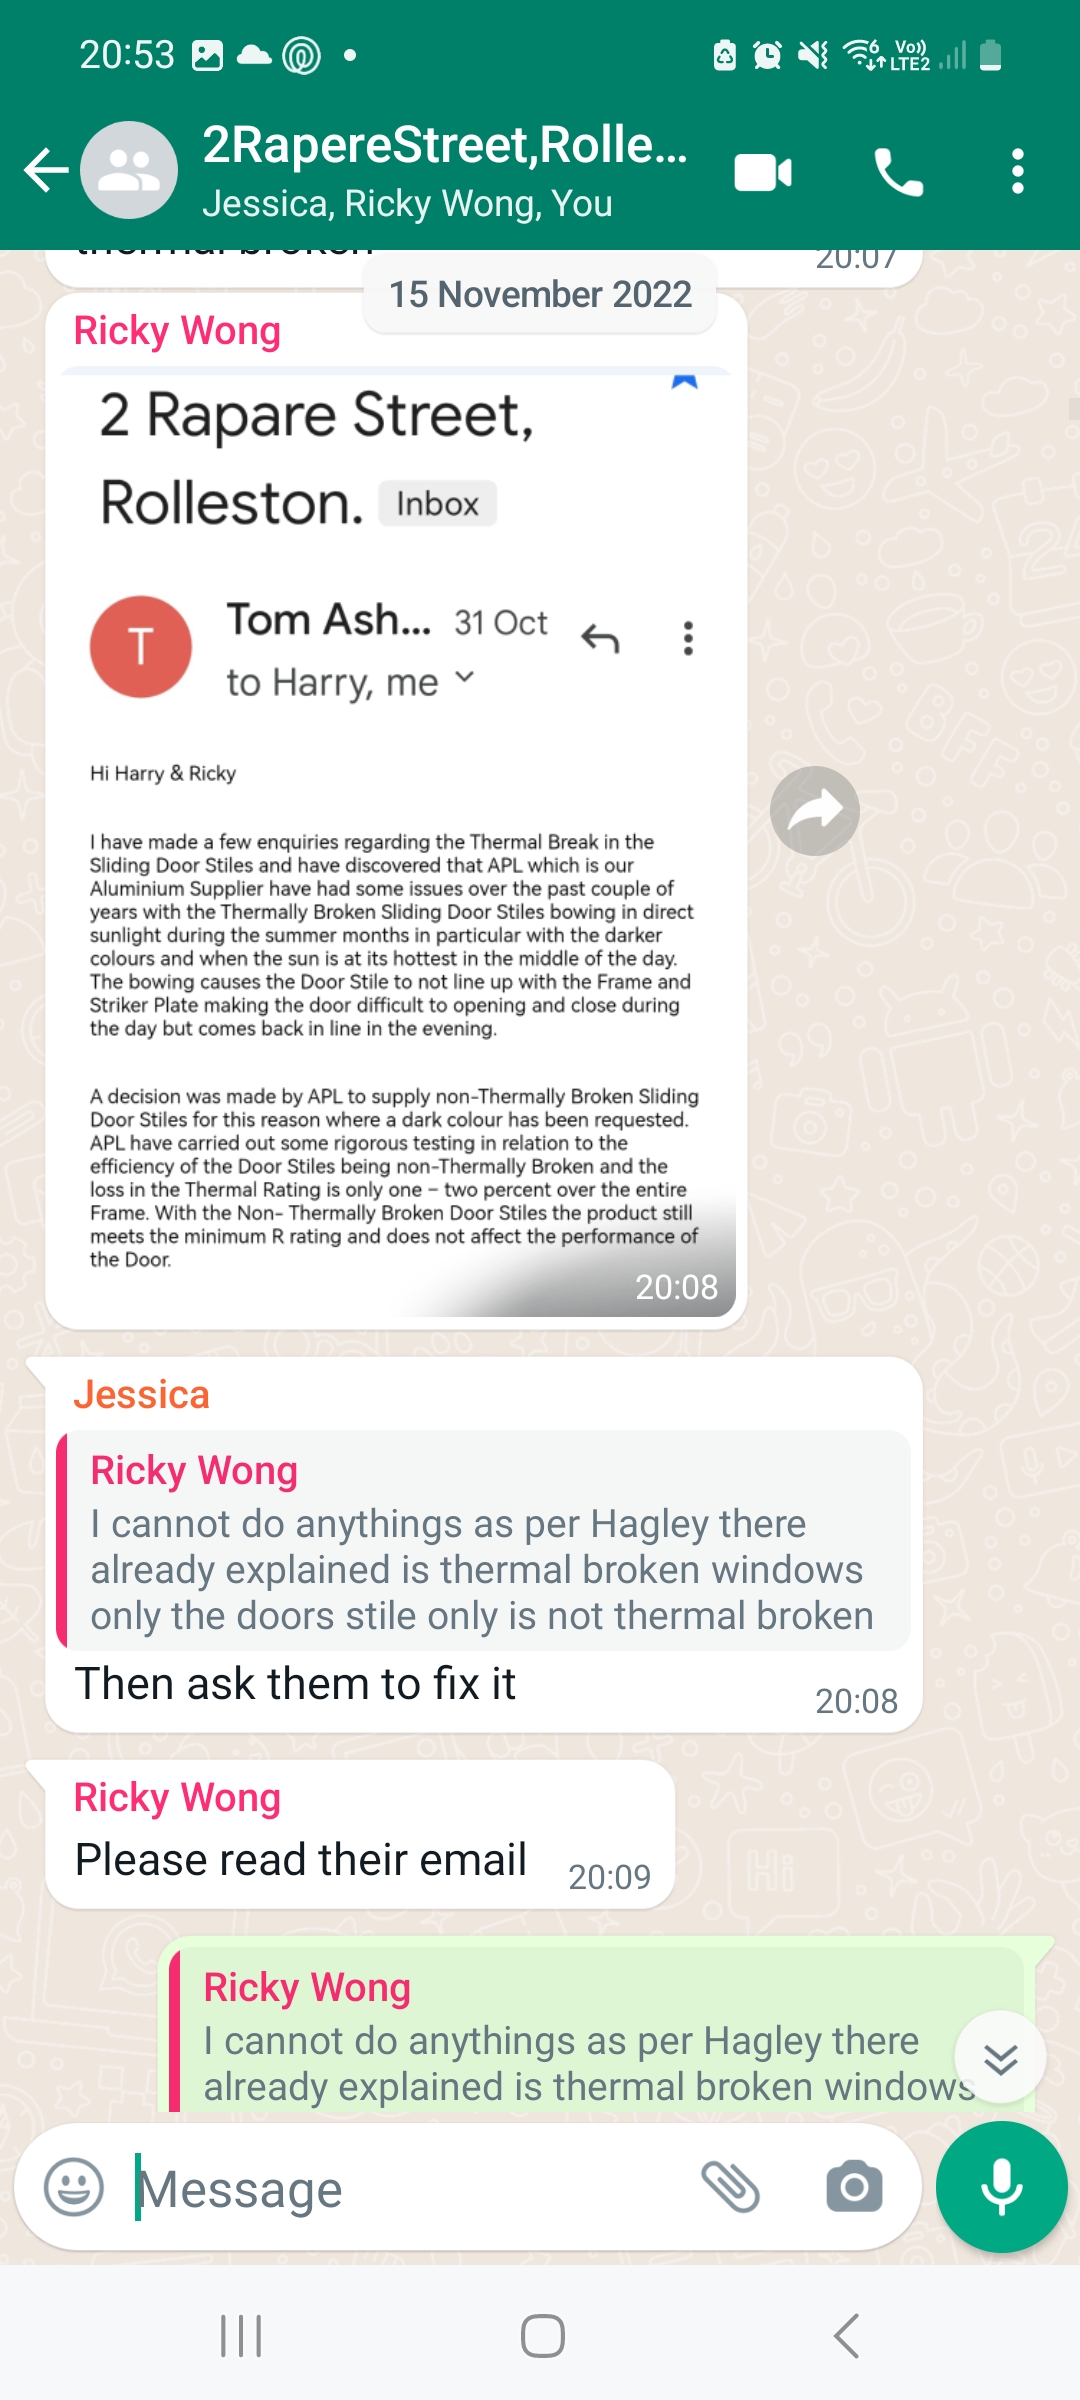 20:53
Vo))
6
LTE2
2RapereStreet,Rolle...
Jessica, Ricky Wong, You
thermal broken
20:07
15 November 2022
Ricky Wong
2 Rapare Street,
Rolleston. Inbox
T
Tom Ash... 31 Oct
to Harry, me
Hi Harry & Ricky
I have made a few enquiries regarding the Thermal Break in the
Sliding Door Stiles and have discovered that APL which is our
Aluminium Supplier have had some issues over the past couple of
years with the Thermally Broken Sliding Door Stiles bowing in direct
sunlight during the summer months in particular with the darker
colours and when the sun is at its hottest in the middle of the day.
The bowing causes the Door Stile to not line up with the Frame and
Striker Plate making the door difficult to opening and close during
the day but comes back in line in the evening.
A decision was made by APL to supply non-Thermally Broken Sliding
Door Stiles for this reason where a dark colour has been requested.
APL have carried out some rigorous testing in relation to the
efficiency of the Door Stiles being non-Thermally Broken and the
loss in the Thermal Rating is only one – two percent over the entire
Frame. With the Non- Thermally Broken Door Stiles the product still
meets the minimum R rating and does not affect the performance of
the Door.
20:08
Jessica
Ricky Wong
I cannot do anythings as per Hagley there
already explained is thermal broken windows
only the doors stile only is not thermal broken
Then ask them to fix it
20:08
Ricky Wong
Please read their email 20:09
Ricky Wong
I cannot do anythings as per Hagley there
already explained is thermal broken windows
Message